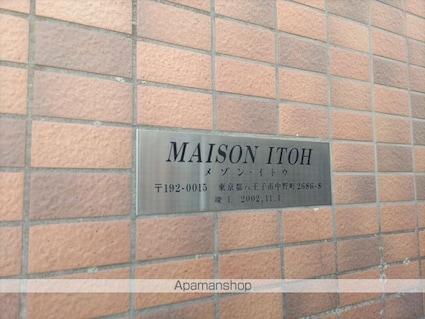 MAISON ITOH
メゾン・イトウ
〒192-0015 東京都八王子市中野町2686-8
竣工 2002,11,1
Apamanshop